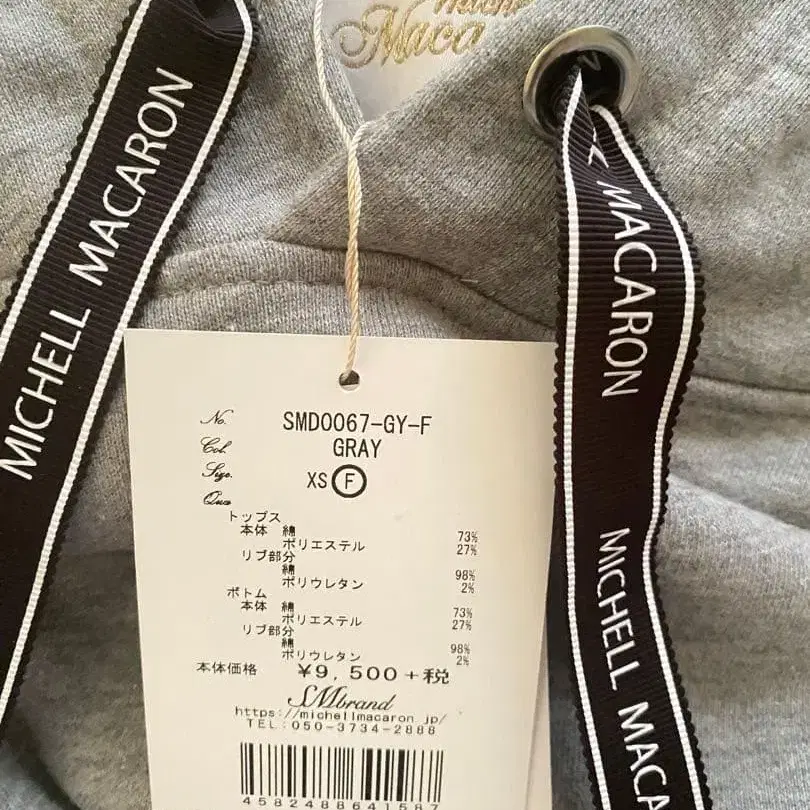 Maca
MICHELL MACARON
MACARON
MICHELL MACA
No. SMD0067-GY-F
Col. GRAY
Size. XS F
Qua
トップス
本体 綿 73%
ポリエステル 27%
リブ部分
綿 98%
ポリウレタン 2%
ボトム
本体 綿 73%
ポリエステル 27%
リブ部分
綿 98%
ポリウレタン 2%
本体価格 ¥9,500+税
SMbrand
https://michellmacaron.jp/
TEL:050-3734-2888
4582488641587